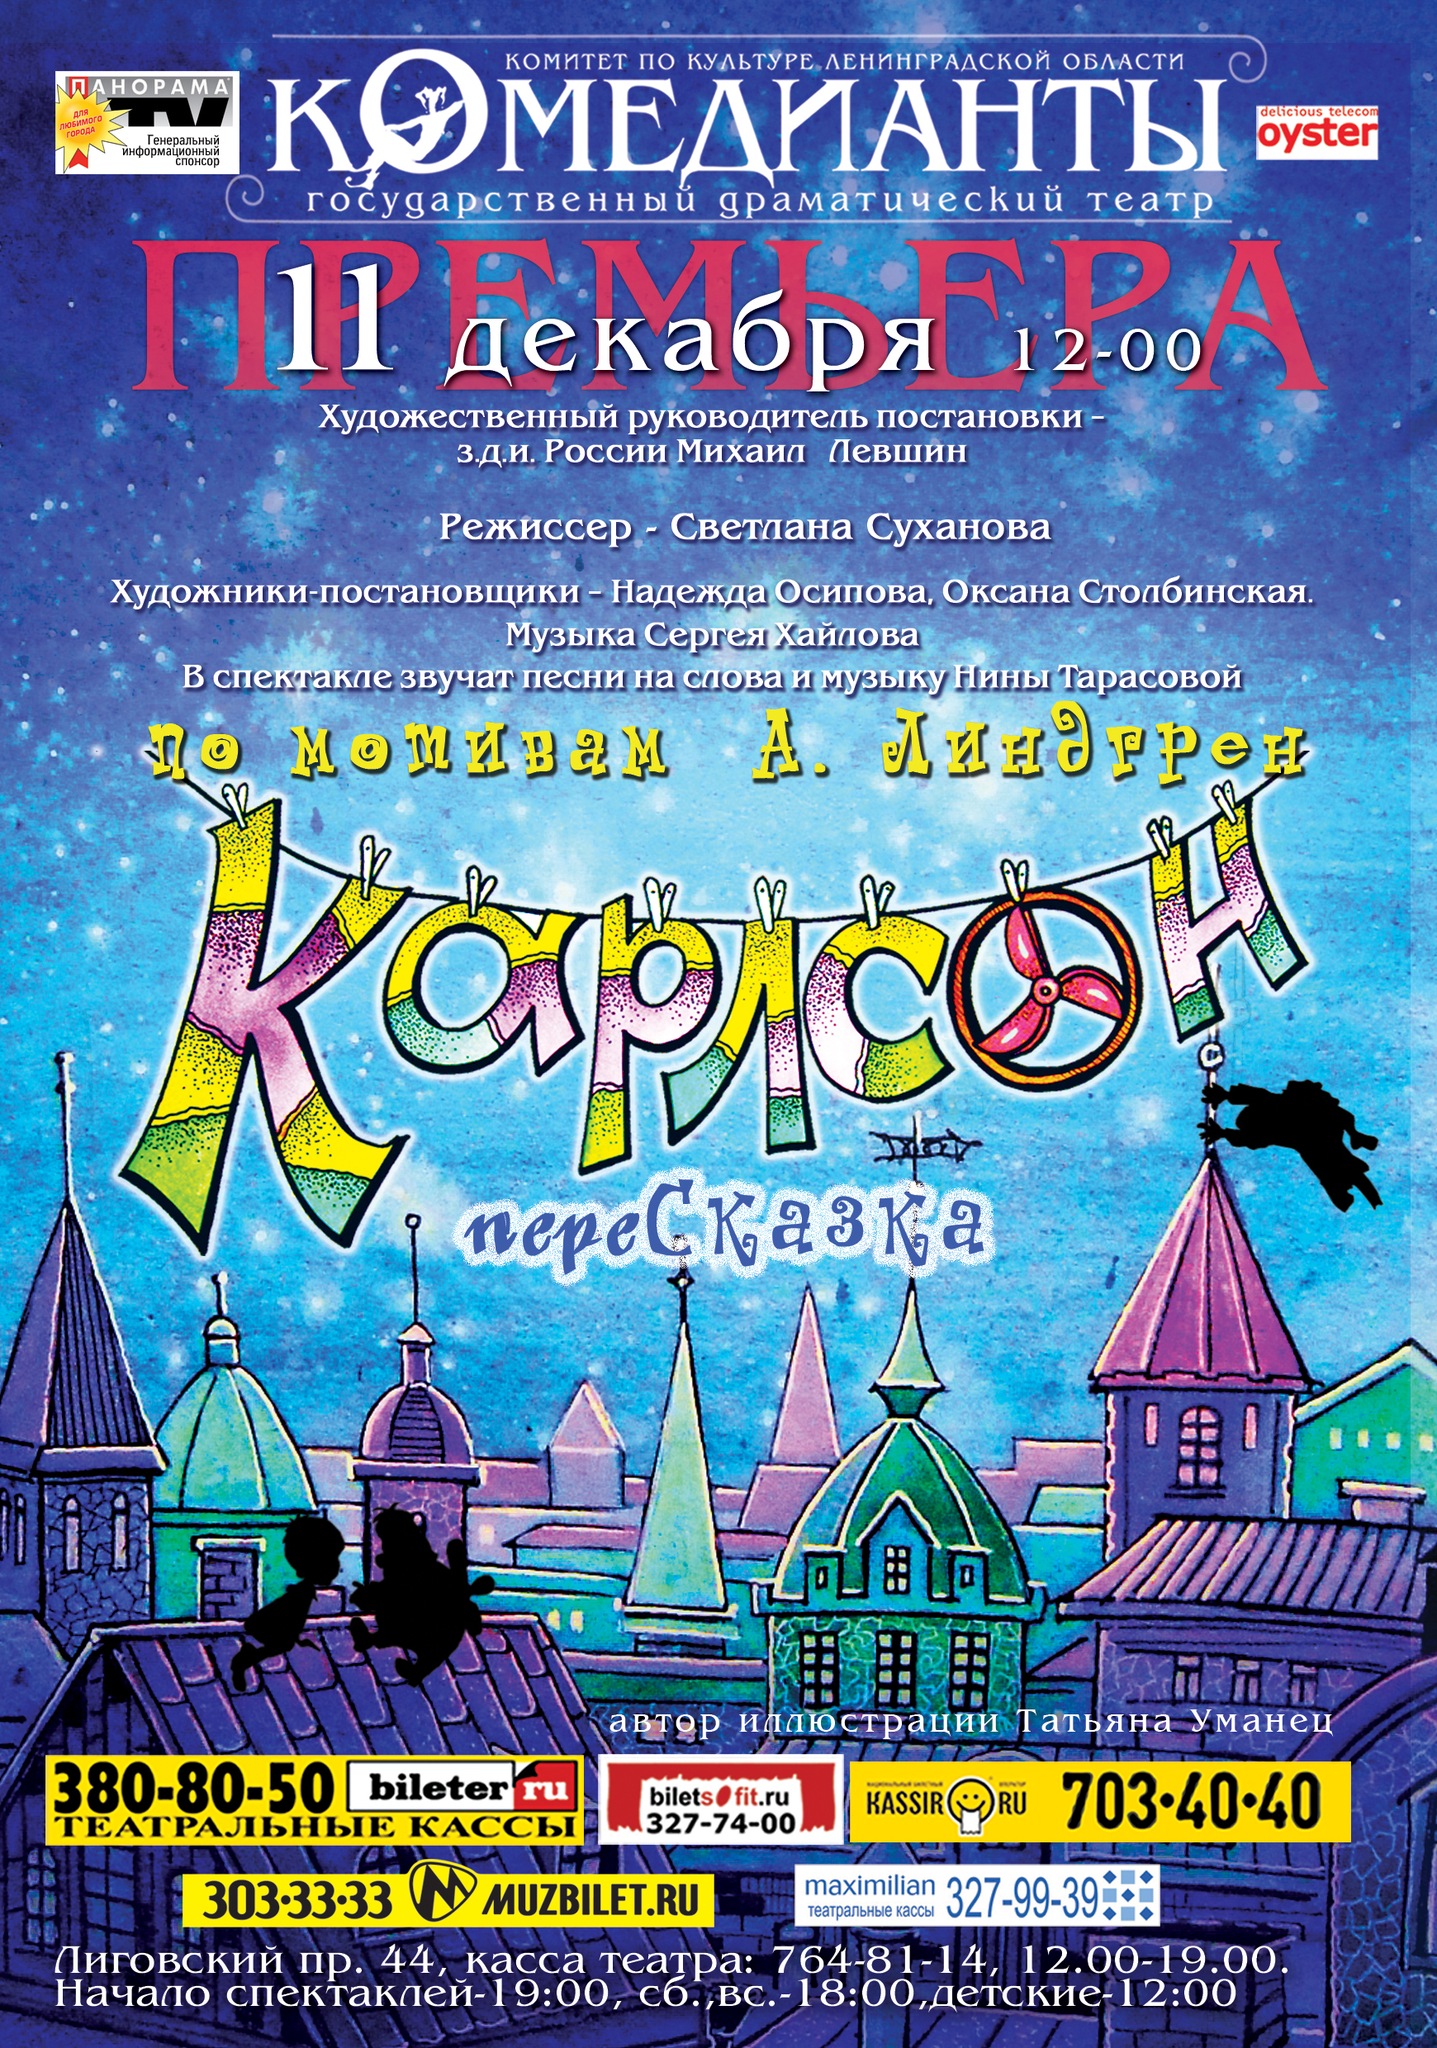 КОМИТЕТ ПО КУЛЬТУРЕ ЛЕНИНГРАДСКОЙ ОБЛАСТИ
ПАНОРАМА
TV
ДЛЯ
ЛЮБИМОГО
ГОРОДА
Генеральный
информационный
спонсор
КОМЕДИАНТЫ
delicious telecom
oyster
государственный драматический театр
ПРЕМЬЕРА
11 декабря 12-00
Художественный руководитель постановки –
з.д.и. России Михаил Левшин
Режиссер - Светлана Суханова
Художники-постановщики – Надежда Осипова, Оксана Столбинская.
Музыка Сергея Хайлова
В спектакле звучат песни на слова и музыку Нины Тарасовой
по мотивам А. Линдгрен
Карлсон
переСказка
автор иллюстрации Татьяна Уманец
380-80-50 bileter ru
ТЕАТРАЛЬНЫЕ КАССЫ
biletsofit.ru
327-74-00
НАЦИОНАЛЬНЫЙ БИЛЕТНЫЙ ОПЕРАТОР
KASSIR RU 703•40•40
303•33•33 MUZBILET.RU
maximilian
театральные кассы 327-99-39
Лиговский пр. 44, касса театра: 764-81-14, 12.00-19.00.
Начало спектаклей-19:00, сб.,вс.-18:00,детские-12:00